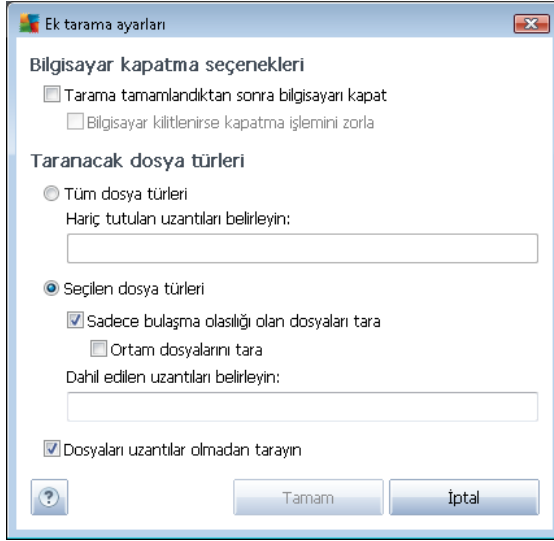 Ek tarama ayarları
Bilgisayar kapatma seçenekleri
Tarama tamamlandıktan sonra bilgisayarı kapat
Bilgisayar kilitlenirse kapatma işlemini zorla
Taranacak dosya türleri
Tüm dosya türleri
Hariç tutulan uzantıları belirleyin:
Seçilen dosya türleri
Sadece bulaşma olasılığı olan dosyaları tara
Ortam dosyalarını tara
Dahil edilen uzantıları belirleyin:
Dosyaları uzantılar olmadan tarayın
? Tamam İptal